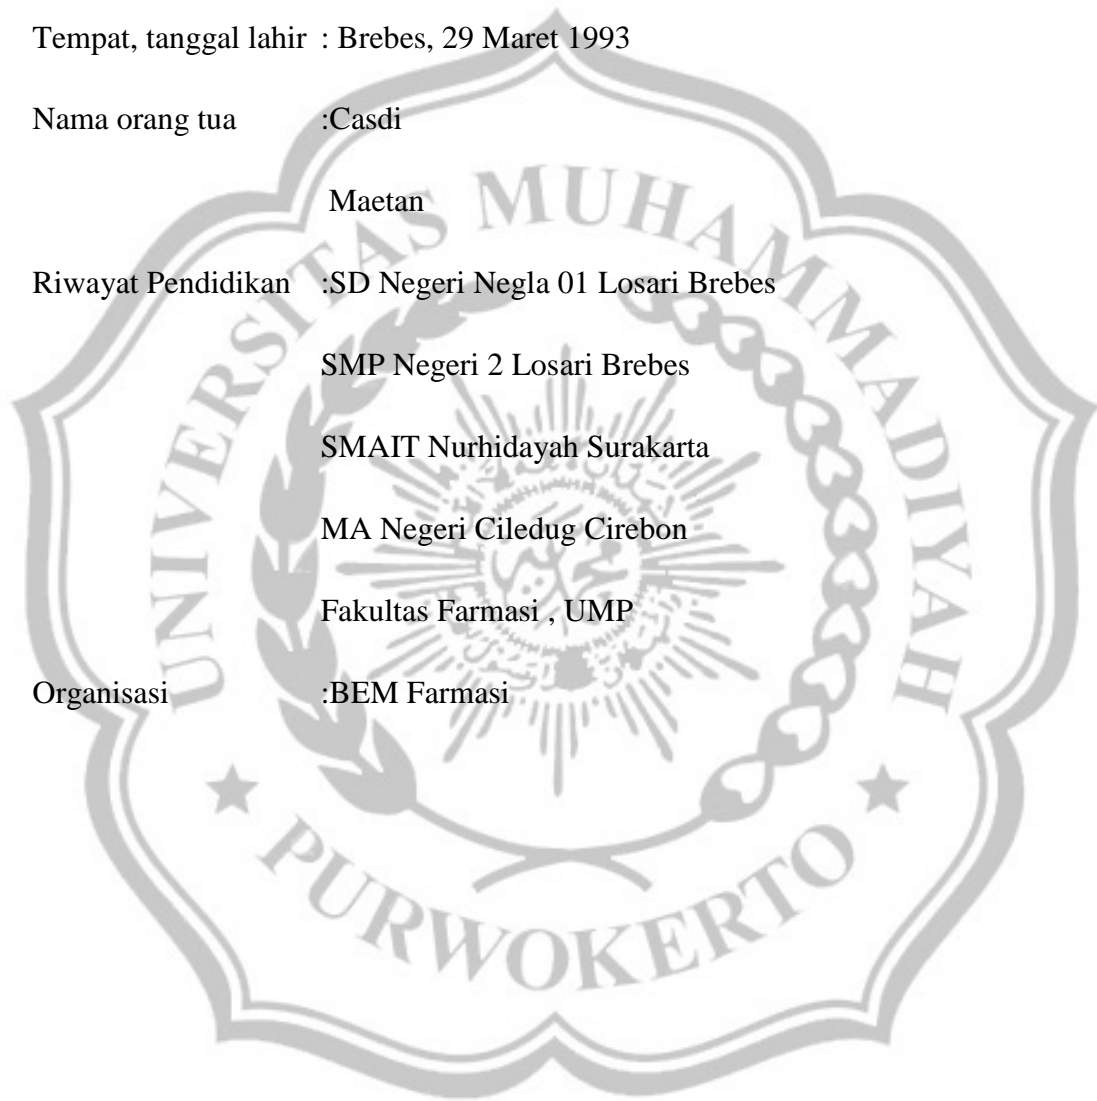 Tempat, tanggal lahir : Brebes, 29 Maret 1993
Nama orang tua :Casdi
Maetan
Riwayat Pendidikan :SD Negeri Negla 01 Losari Brebes
SMP Negeri 2 Losari Brebes
SMAIT Nurhidayah Surakarta
MA Negeri Ciledug Cirebon
Fakultas Farmasi , UMP
Organisasi :BEM Farmasi
UNIVERSITAS MUHAMMADIYAH
PURWOKERTO